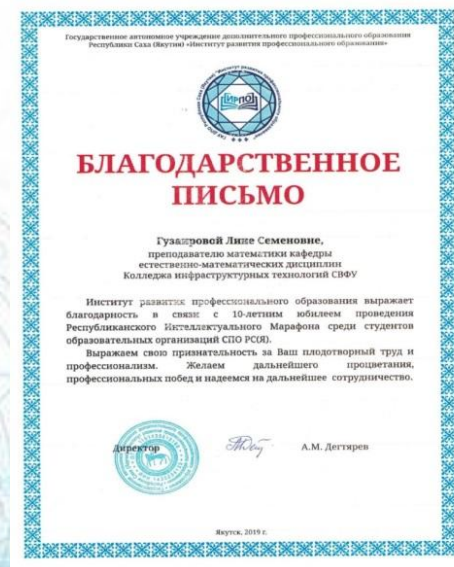 Государственное автономное учреждение дополнительного профессионального образования
Республики Саха (Якутия) «Институт развития профессионального образования»
ИРПО
БЛАГОДАРСТВЕННОЕ
ПИСЬМО
Гузаировой Лине Семеновне,
преподавателю математики кафедры
естественно-математических дисциплин
Колледжа инфраструктурных технологий СВФУ
Институт развития профессионального образования выражает
благодарность в связи с 10-летним юбилеем проведения
Республиканского Интеллектуального Марафона среди студентов
образовательных организаций СПО РС(Я).
Выражаем свою признательность за Ваш плодотворный труд и
профессионализм. Желаем дальнейшего процветания,
профессиональных побед и надеемся на дальнейшее сотрудничество.
Директор А.М. Дегтярев
Якутск, 2019 г.